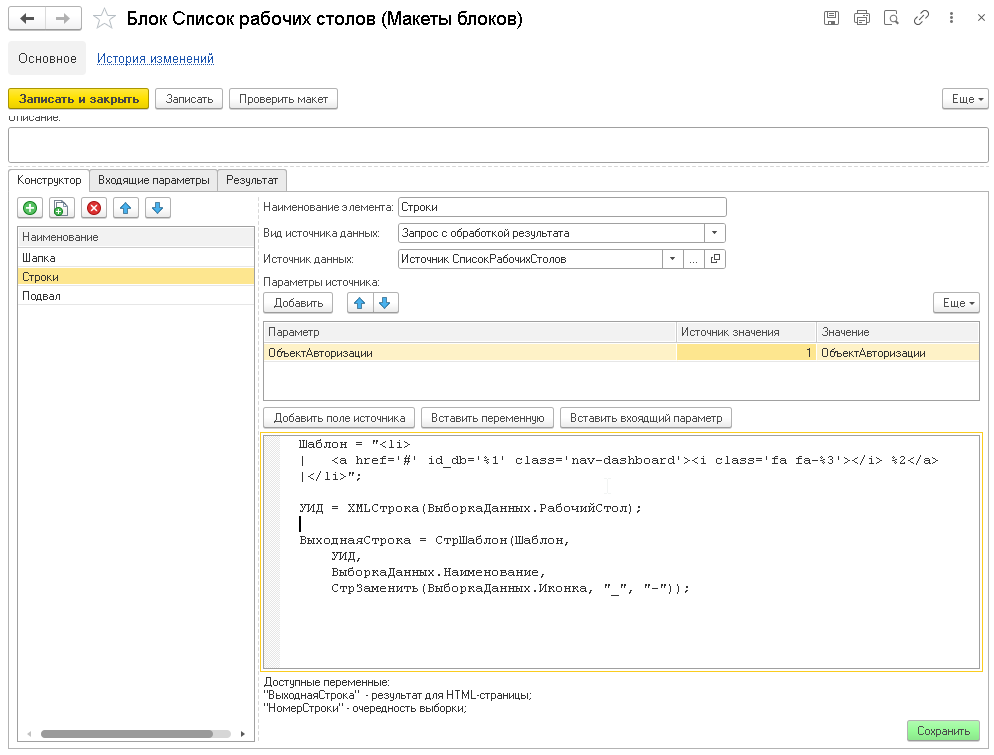 Блок Список рабочих столов (Макеты блоков)
Основное История изменений
Записать и закрыть Записать Проверить макет Еще
Описание:
Конструктор Входящие параметры Результат
Наименование элемента: Строки
Вид источника данных: Запрос с обработкой результата
Источник данных: Источник СписокРабочихСтолов ...
Параметры источника:
Добавить Еще
Наименование
Шапка
Строки
Подвал
Параметр Источник значения Значение
ОбъектАвторизации 1 ОбъектАвторизации
Добавить поле источника Вставить переменную Вставить входящий параметр
Шаблон = "<li>
|   <a href='#' id_db='%1' class='nav-dashboard'><i class='fa fa-%3'></i> %2</a>
|</li>";
УИД = XMLСтрока(ВыборкаДанных.РабочийСтол);
ВыходнаяСтрока = СтрШаблон(Шаблон,
УИД,
ВыборкаДанных.Наименование,
СтрЗаменить(ВыборкаДанных.Иконка, "_", "-"));
Доступные переменные:
"ВыходнаяСтрока" - результат для HTML-страницы;
"НомерСтроки" - очередность выборки;
Сохранить